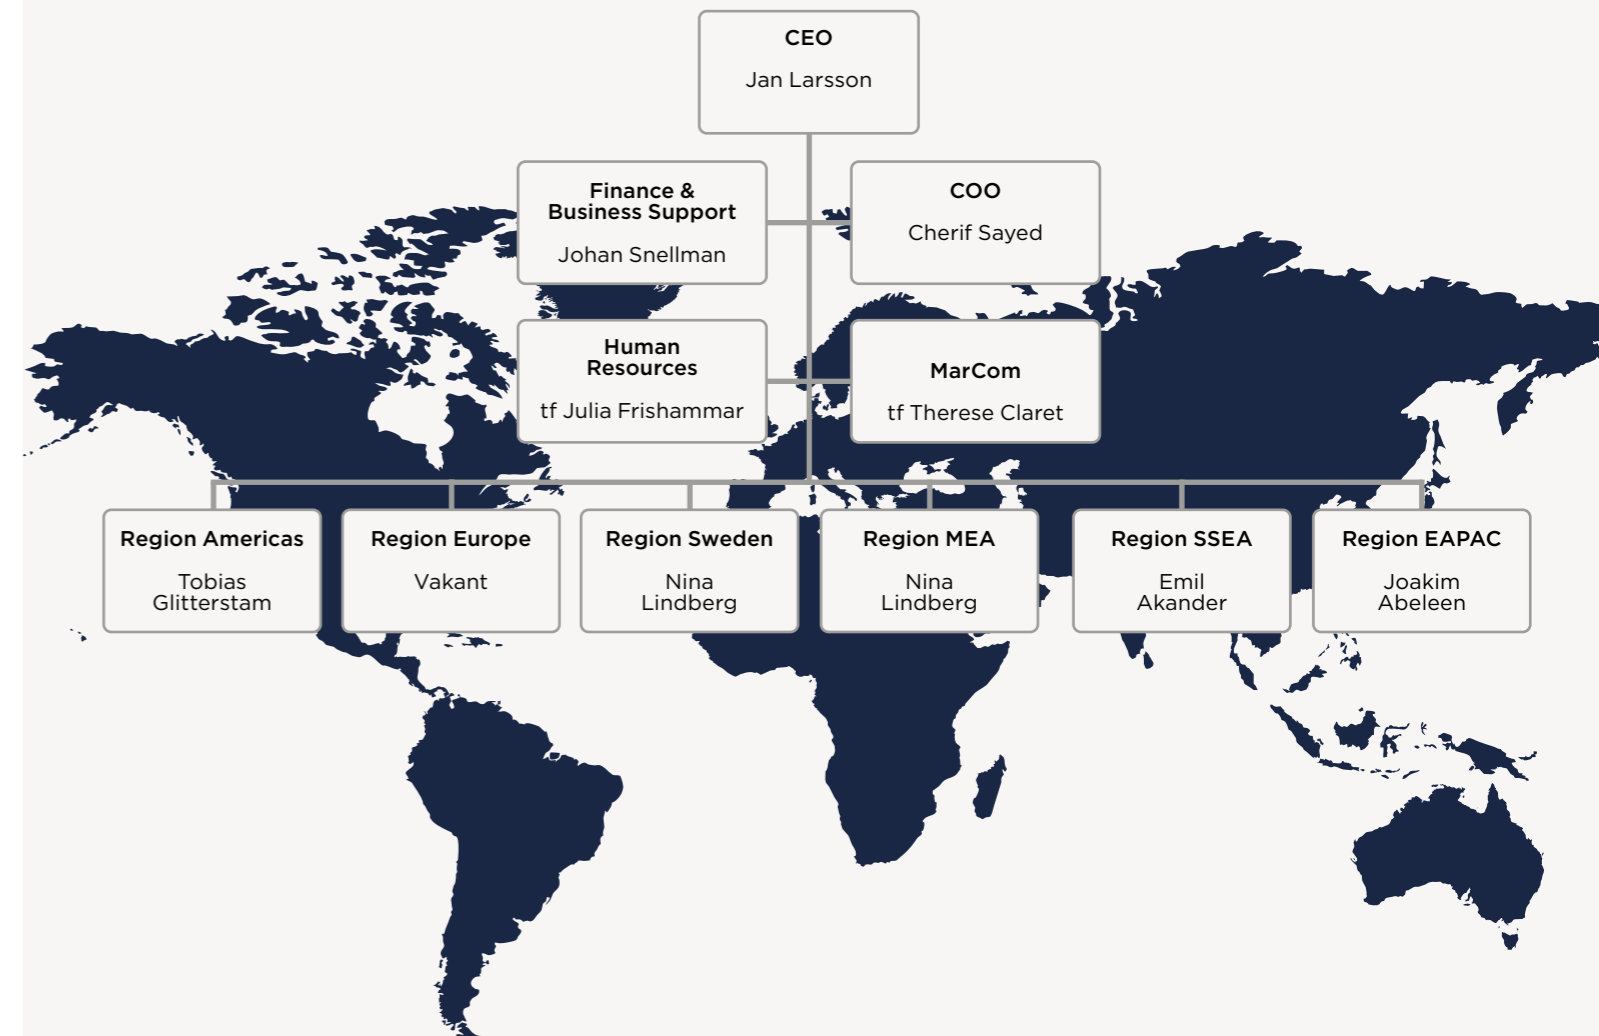 CEO
Jan Larsson
Finance &
Business Support
Johan Snellman
COO
Cherif Sayed
Human
Resources
tf Julia Frishammar
MarCom
tf Therese Claret
Region Americas
Tobias
Glitterstam
Region Europe
Vakant
Region Sweden
Nina
Lindberg
Region MEA
Nina
Lindberg
Region SSEA
Emil
Akander
Region EAPAC
Joakim
Abeleen